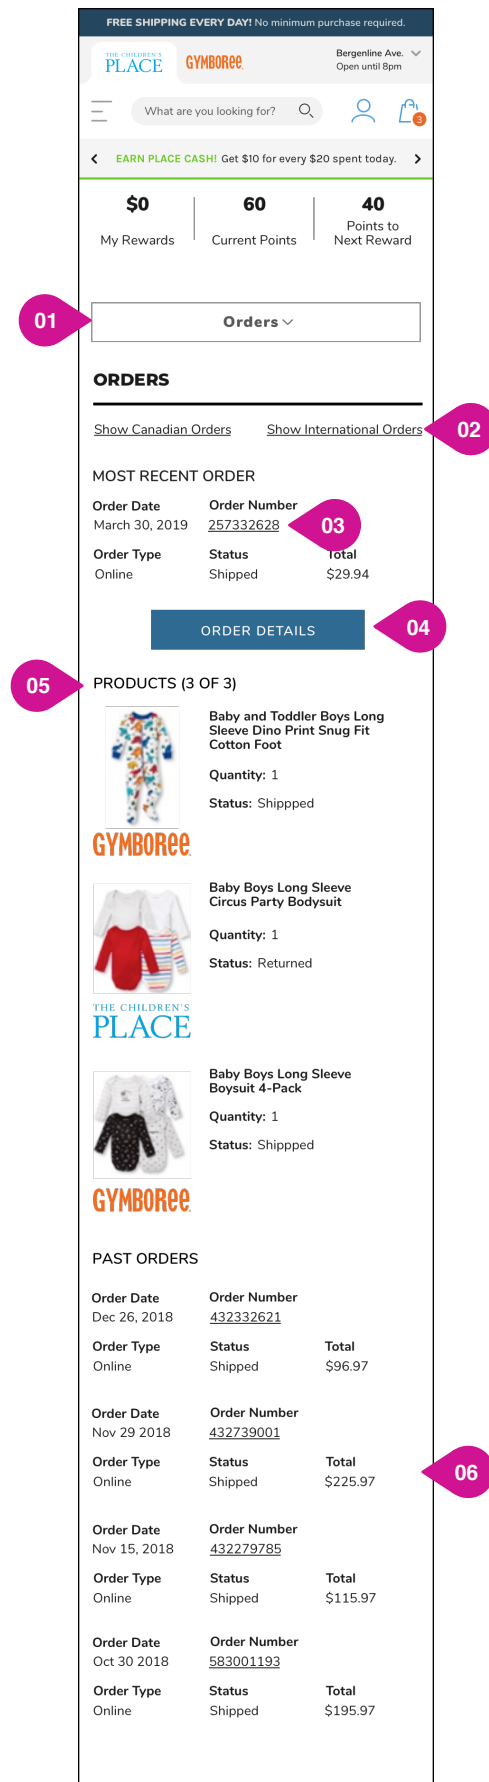 FREE SHIPPING EVERY DAY! No minimum purchase required.
THE CHILDREN'S
PLACE
GYMBOREE
Bergenline Ave.
Open until 8pm
What are you looking for?
3
EARN PLACE CASH! Get $10 for every $20 spent today.
$0
60
40
My Rewards
Current Points
Points to
Next Reward
01
Orders
ORDERS
Show Canadian Orders
Show International Orders
02
MOST RECENT ORDER
Order Date
Order Number
March 30, 2019
257332628
03
Order Type
Status
Total
Online
Shipped
$29.94
ORDER DETAILS
04
05
PRODUCTS (3 OF 3)
Baby and Toddler Boys Long
Sleeve Dino Print Snug Fit
Cotton Foot
Quantity: 1
Status: Shippped
GYMBOREE
Baby Boys Long Sleeve
Circus Party Bodysuit
Quantity: 1
Status: Returned
THE CHILDREN'S
PLACE
Baby Boys Long Sleeve
Boysuit 4-Pack
Quantity: 1
Status: Shippped
GYMBOREE
PAST ORDERS
Order Date
Order Number
Dec 26, 2018
432332621
Order Type
Status
Total
Online
Shipped
$96.97
Order Date
Order Number
Nov 29 2018
432739001
Order Type
Status
Total
06
Online
Shipped
$225.97
Order Date
Order Number
Nov 15, 2018
432279785
Order Type
Status
Total
Online
Shipped
$115.97
Order Date
Order Number
Oct 30 2018
583001193
Order Type
Status
Total
Online
Shipped
$195.97